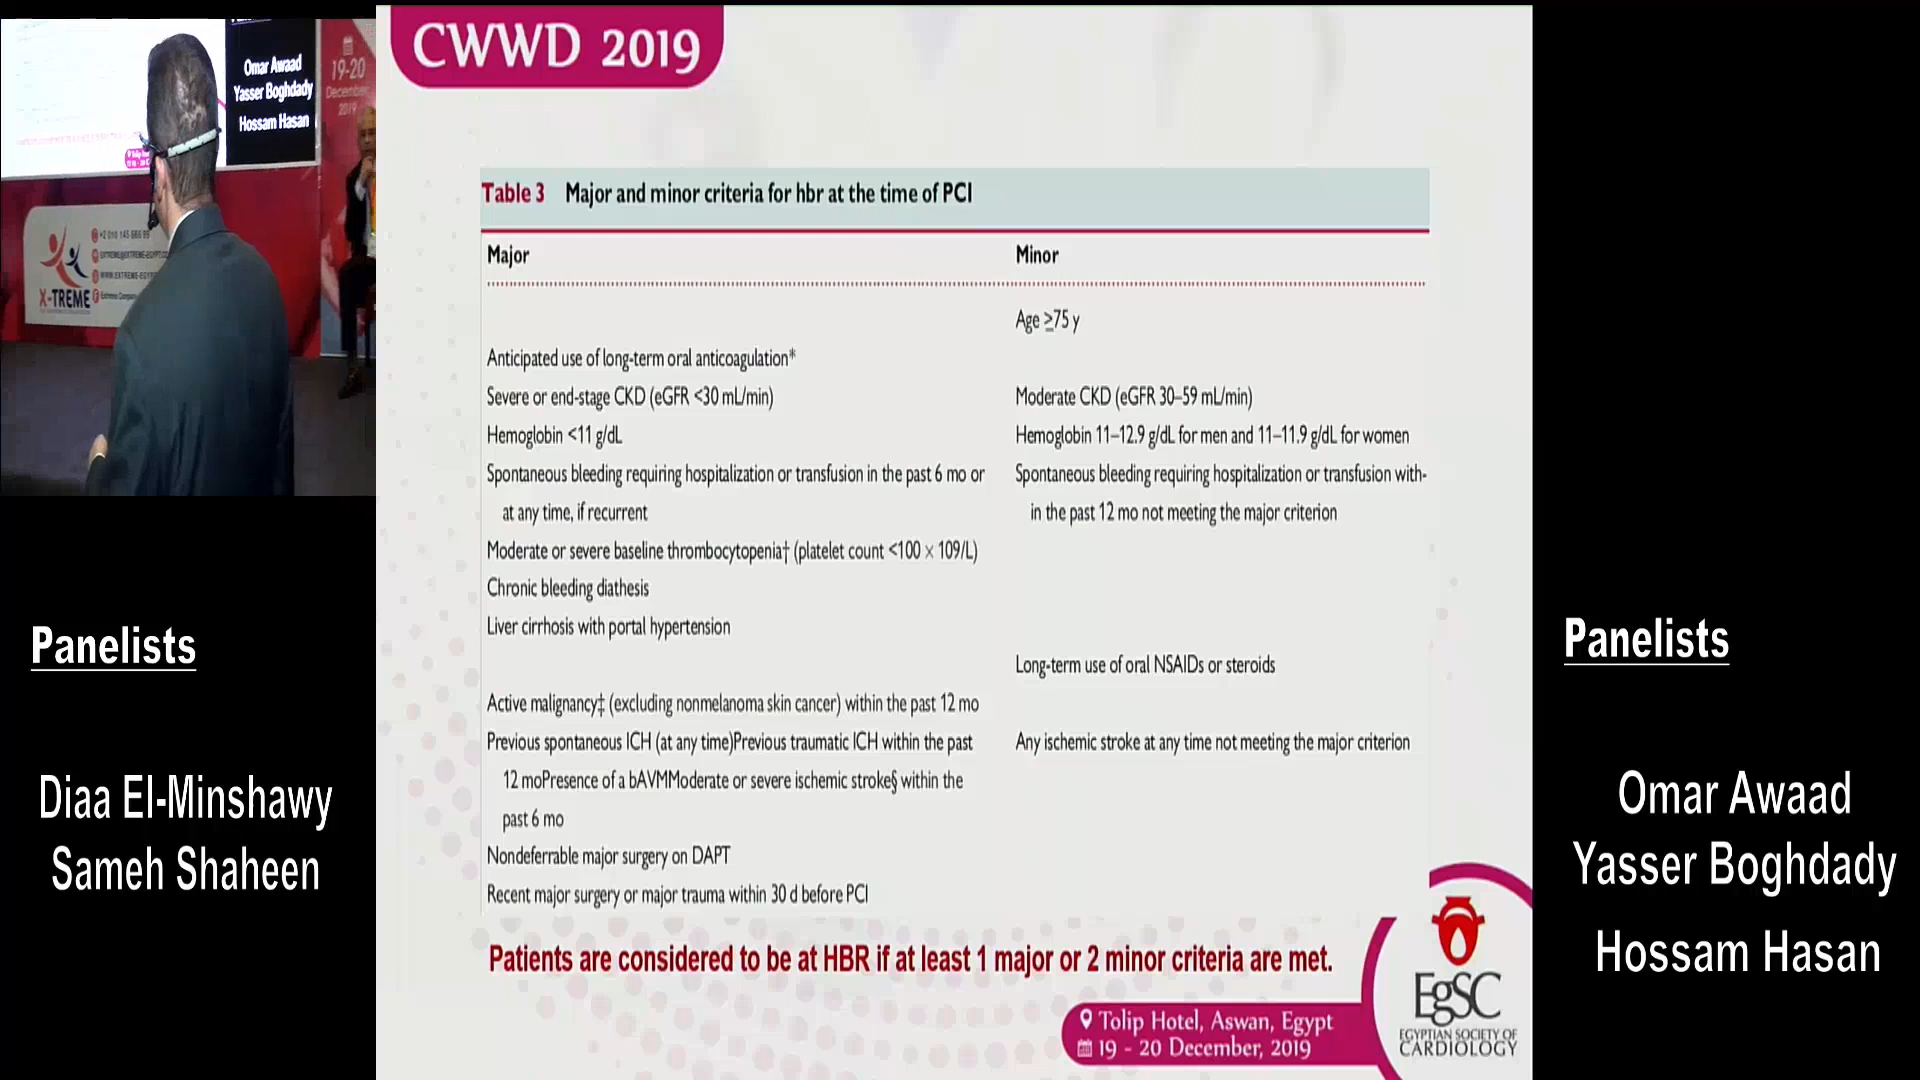 Omar Awaad
Yasser Boghdady
Hossam Hasan
19-20
December
2019
X-TREME
CWWD 2019
Table 3 Major and minor criteria for hbr at the time of PCI
Major Minor
Age ≥75 y
Anticipated use of long-term oral anticoagulation*
Severe or end-stage CKD (eGFR <30 mL/min) Moderate CKD (eGFR 30–59 mL/min)
Hemoglobin <11 g/dL Hemoglobin 11–12.9 g/dL for men and 11–11.9 g/dL for women
Spontaneous bleeding requiring hospitalization or transfusion in the past 6 mo or Spontaneous bleeding requiring hospitalization or transfusion with-
at any time, if recurrent in the past 12 mo not meeting the major criterion
Moderate or severe baseline thrombocytopenia† (platelet count <100 × 109/L)
Chronic bleeding diathesis
Liver cirrhosis with portal hypertension
Long-term use of oral NSAIDs or steroids
Active malignancy‡ (excluding nonmelanoma skin cancer) within the past 12 mo
Previous spontaneous ICH (at any time)Previous traumatic ICH within the past Any ischemic stroke at any time not meeting the major criterion
12 moPresence of a bAVMModerate or severe ischemic stroke§ within the
past 6 mo
Nondeferrable major surgery on DAPT
Recent major surgery or major trauma within 30 d before PCI
Patients are considered to be at HBR if at least 1 major or 2 minor criteria are met.
Tolip Hotel, Aswan, Egypt
19 - 20 December, 2019
EgSC
EGYPTIAN SOCIETY OF
CARDIOLOGY
Panelists
Diaa El-Minshawy
Sameh Shaheen
Panelists
Omar Awaad
Yasser Boghdady
Hossam Hasan